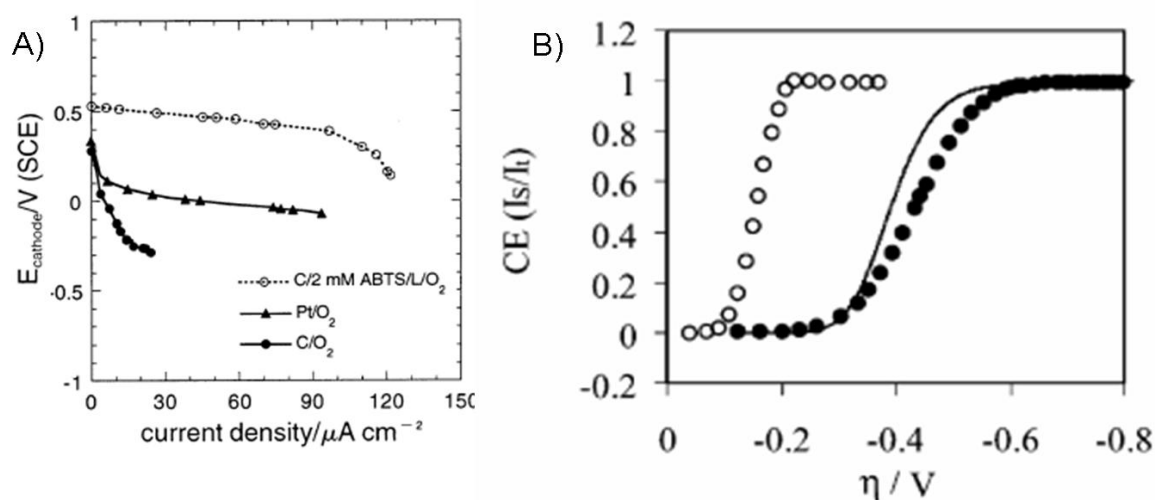 A)
1
0.5
0
-0.5
-1
E_cathode/V (SCE)
C/2 mM ABTS/L/O₂
Pt/O₂
C/O₂
0 30 60 90 120 150
current density/μA cm⁻²
B)
1.2
1
0.8
0.6
0.4
0.2
0
-0.2
CE (Is/It)
0 -0.2 -0.4 -0.6 -0.8
η / V